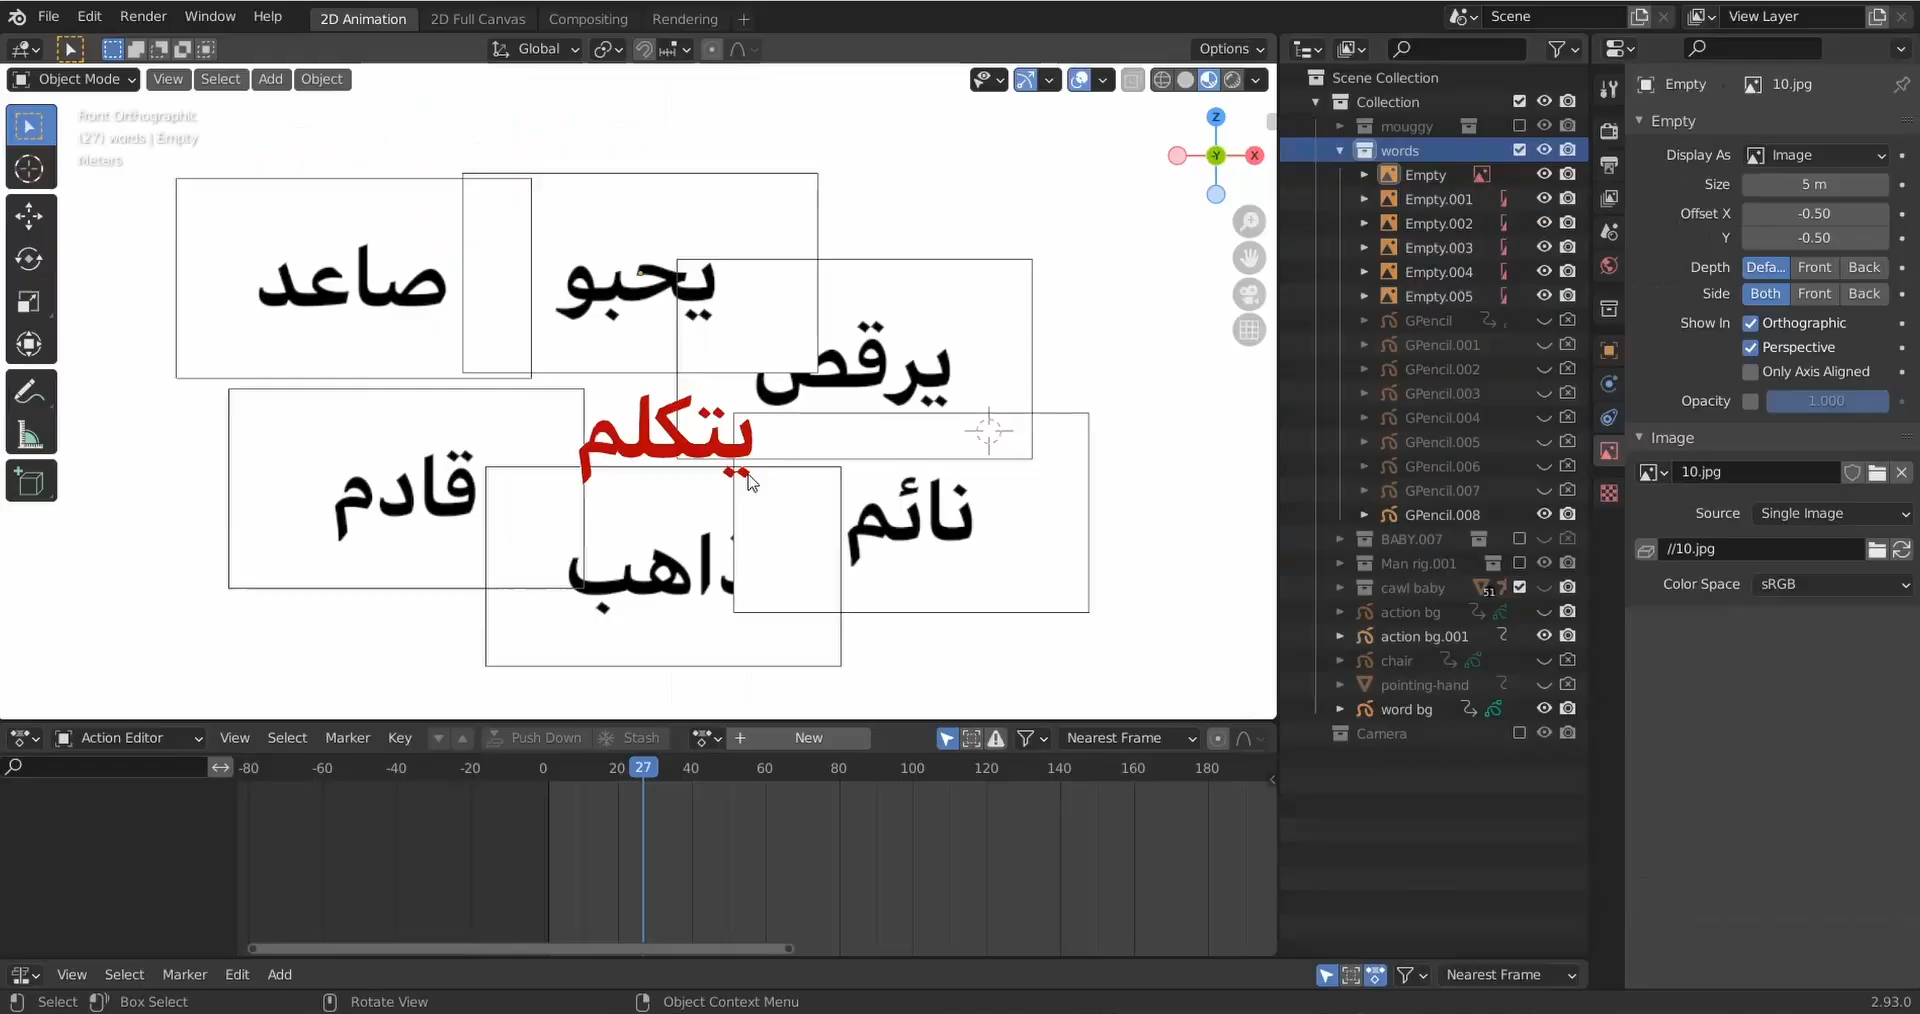 File Edit Render Window Help 2D Animation 2D Full Canvas Compositing Rendering + Scene View Layer
Global Options
Object Mode View Select Add Object
Front Orthographic
(27) words | Empty
Meters
Z
-Y X
صاعد
يحبو
يرقص
يتكلم
قادم
نائم
اهب
Scene Collection
Collection
mouggy
words
Empty
Empty.001
Empty.002
Empty.003
Empty.004
Empty.005
GPencil
GPencil.001
GPencil.002
GPencil.003
GPencil.004
GPencil.005
GPencil.006
GPencil.007
GPencil.008
BABY.007
Man rig.001
cawl baby 51
action bg
action bg.001
chair
pointing-hand
word bg
Camera
Empty 10.jpg
Empty
Display As Image
Size 5 m
Offset X -0.50
Y -0.50
Depth Defa... Front Back
Side Both Front Back
Show In Orthographic
Perspective
Only Axis Aligned
Opacity 1.000
Image
10.jpg
Source Single Image
//10.jpg
Color Space sRGB
Action Editor View Select Marker Key Push Down Stash + New Nearest Frame
-80 -60 -40 -20 0 20 27 40 60 80 100 120 140 160 180
View Select Marker Edit Add Nearest Frame
Select Box Select Rotate View Object Context Menu 2.93.0